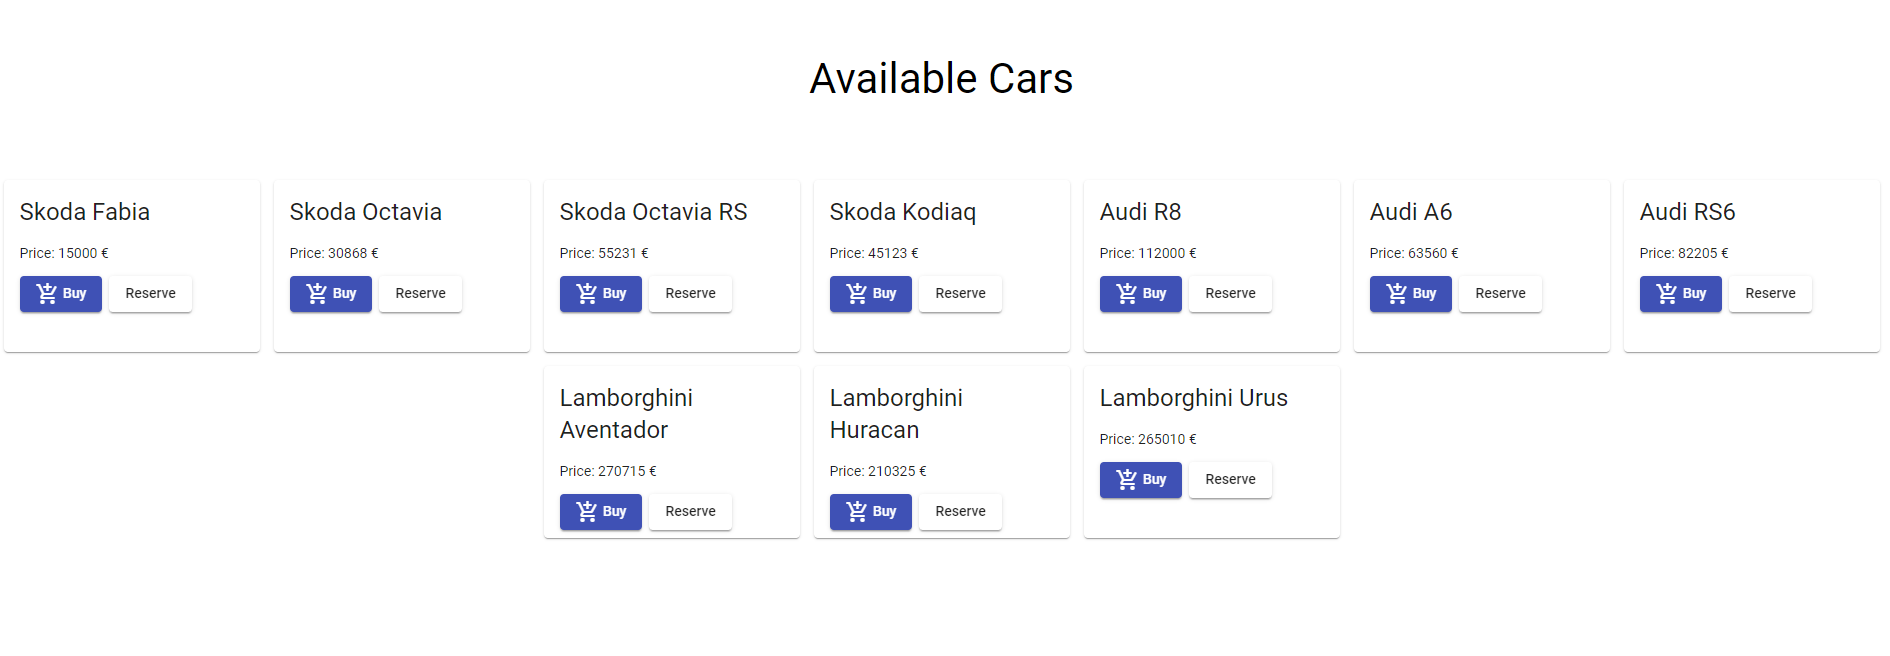 Available Cars
Skoda Fabia
Price: 15000 €
Buy
Reserve
Skoda Octavia
Price: 30868 €
Buy
Reserve
Skoda Octavia RS
Price: 55231 €
Buy
Reserve
Skoda Kodiaq
Price: 45123 €
Buy
Reserve
Audi R8
Price: 112000 €
Buy
Reserve
Audi A6
Price: 63560 €
Buy
Reserve
Audi RS6
Price: 82205 €
Buy
Reserve
Lamborghini
Aventador
Price: 270715 €
Buy
Reserve
Lamborghini
Huracan
Price: 210325 €
Buy
Reserve
Lamborghini Urus
Price: 265010 €
Buy
Reserve